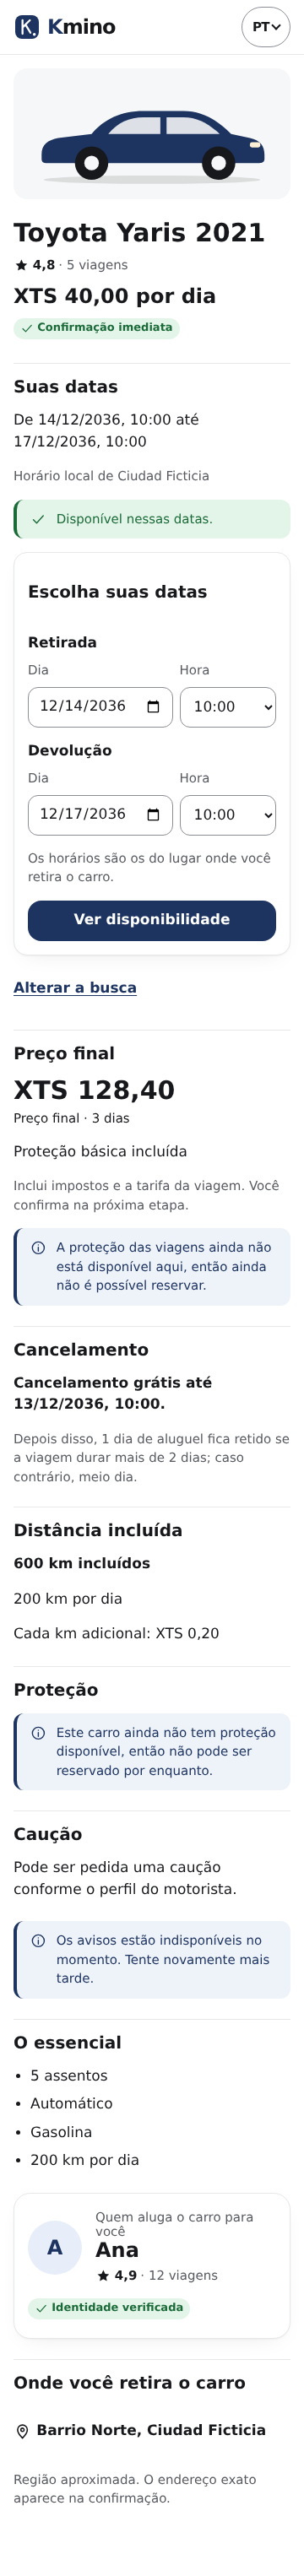 K Kmino
PT
Toyota Yaris 2021
★ 4,8 · 5 viagens
XTS 40,00 por dia
Confirmação imediata
Suas datas
De 14/12/2036, 10:00 até
17/12/2036, 10:00
Horário local de Ciudad Ficticia
Disponível nessas datas.
Escolha suas datas
Retirada
Dia Hora
12/14/2036 10:00
Devolução
Dia Hora
12/17/2036 10:00
Os horários são os do lugar onde você
retira o carro.
Ver disponibilidade
Alterar a busca
Preço final
XTS 128,40
Preço final · 3 dias
Proteção básica incluída
Inclui impostos e a tarifa da viagem. Você
confirma na próxima etapa.
A proteção das viagens ainda não
está disponível aqui, então ainda
não é possível reservar.
Cancelamento
Cancelamento grátis até
13/12/2036, 10:00.
Depois disso, 1 dia de aluguel fica retido se
a viagem durar mais de 2 dias; caso
contrário, meio dia.
Distância incluída
600 km incluídos
200 km por dia
Cada km adicional: XTS 0,20
Proteção
Este carro ainda não tem proteção
disponível, então não pode ser
reservado por enquanto.
Caução
Pode ser pedida uma caução
conforme o perfil do motorista.
Os avisos estão indisponíveis no
momento. Tente novamente mais
tarde.
O essencial
• 5 assentos
• Automático
• Gasolina
• 200 km por dia
A
Quem aluga o carro para
você
Ana
★ 4,9 · 12 viagens
Identidade verificada
Onde você retira o carro
Barrio Norte, Ciudad Ficticia
Região aproximada. O endereço exato
aparece na confirmação.